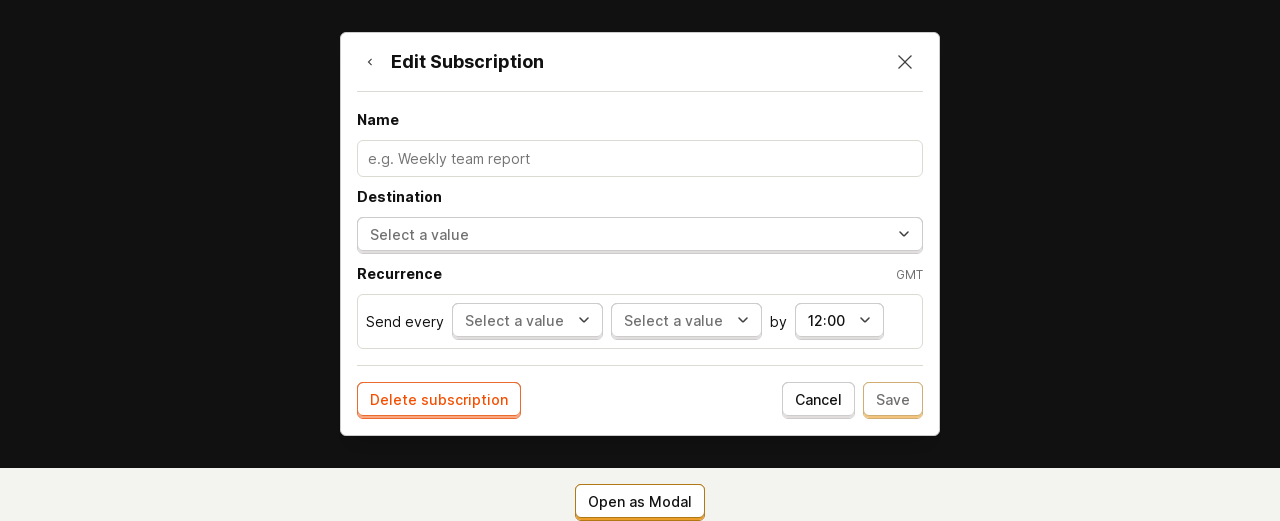 Edit Subscription
Name
e.g. Weekly team report
Destination
Select a value
Recurrence GMT
Send every Select a value Select a value by 12:00
Delete subscription Cancel Save
Open as Modal